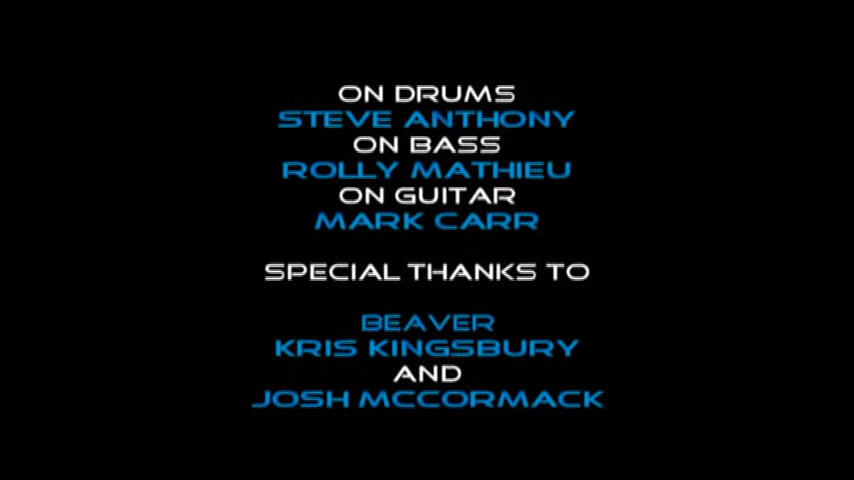 ON DRUMS
STEVE ANTHONY
ON BASS
ROLLY MATHIEU
ON GUITAR
MARK CARR
SPECIAL THANKS TO
BEAVER
KRIS KINGSBURY
AND
JOSH MCCORMACK